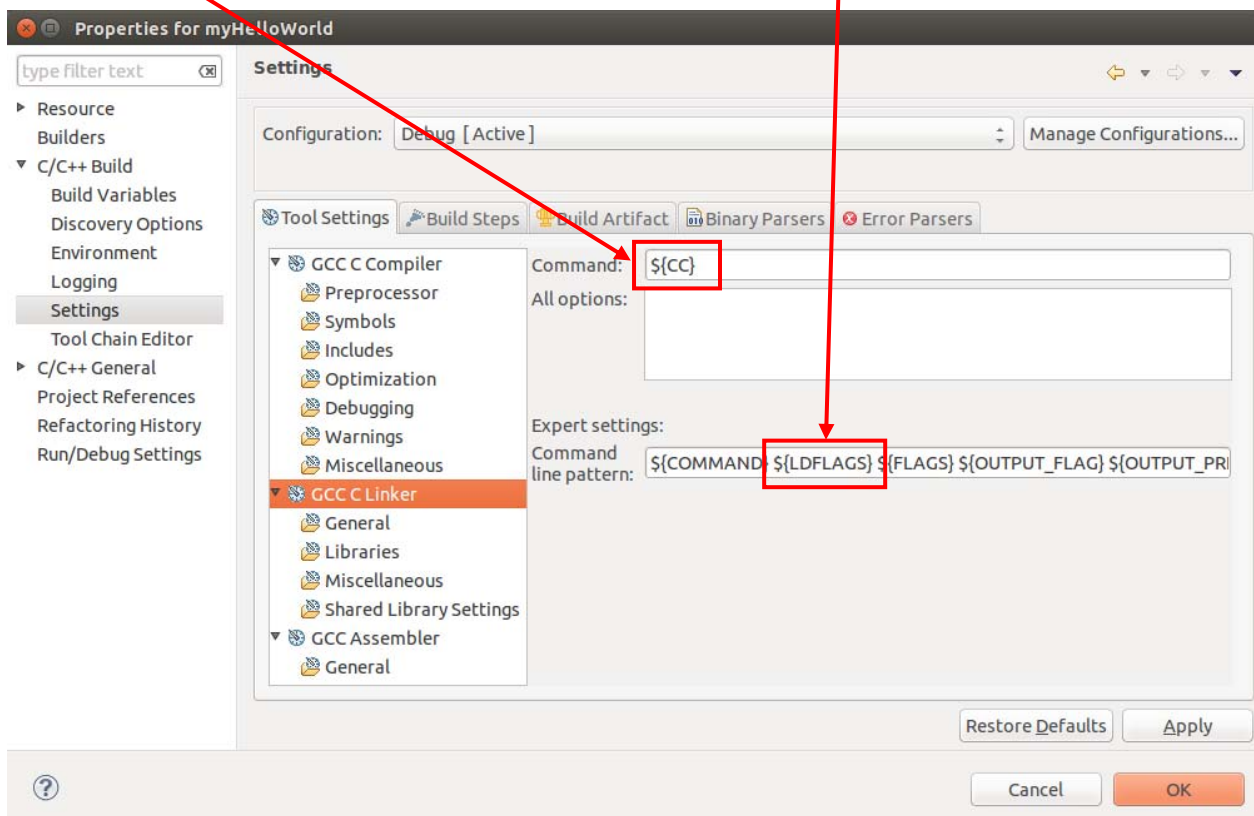 Properties for myHelloWorld
type filter text
Settings
Resource
Builders
C/C++ Build
Build Variables
Discovery Options
Environment
Logging
Settings
Tool Chain Editor
C/C++ General
Project References
Refactoring History
Run/Debug Settings
Configuration: Debug [ Active ]
Manage Configurations...
Tool Settings Build Steps Build Artifact Binary Parsers Error Parsers
GCC C Compiler
Preprocessor
Symbols
Includes
Optimization
Debugging
Warnings
Miscellaneous
GCC C Linker
General
Libraries
Miscellaneous
Shared Library Settings
GCC Assembler
General
Command: ${CC}
All options:
Expert settings:
Command
line pattern:
${COMMAND} ${LDFLAGS} ${FLAGS} ${OUTPUT_FLAG} ${OUTPUT_PRI
Restore Defaults Apply
Cancel OK